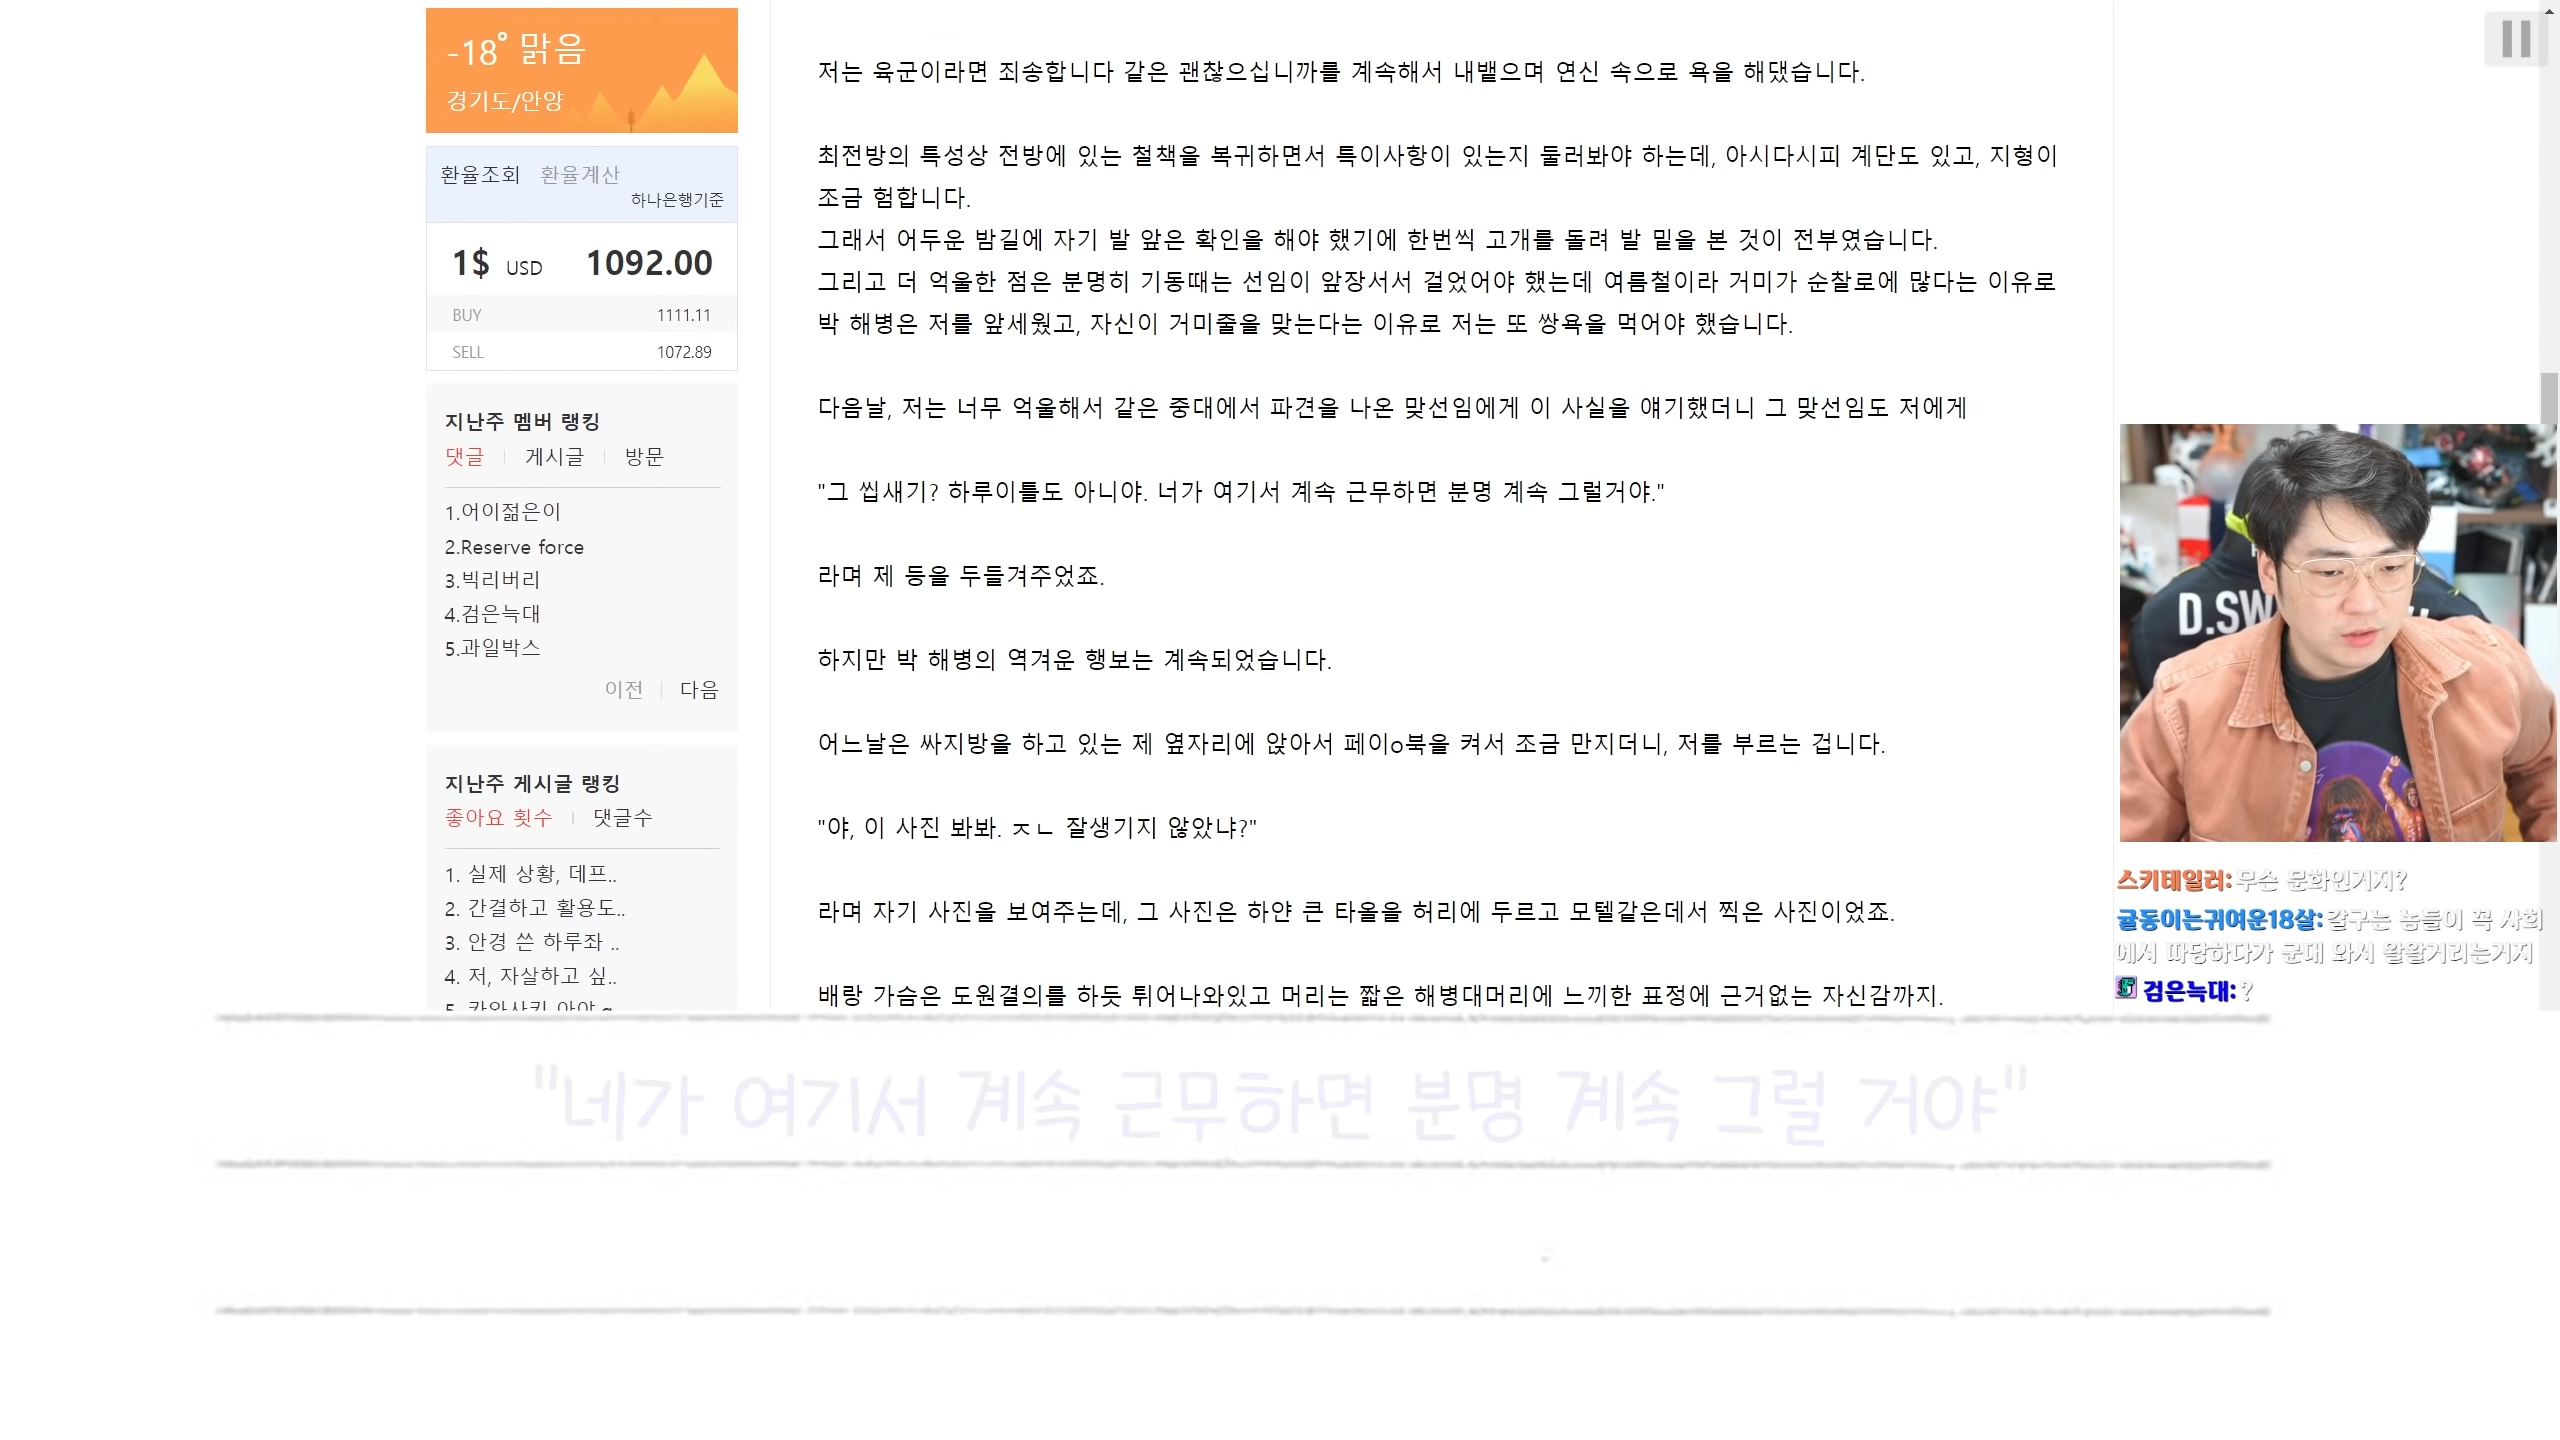 -18° 맑음
경기도/안양
환율조회 환율계산
하나은행기준
1$ USD 1092.00
BUY 1111.11
SELL 1072.89
지난주 멤버 랭킹
댓글 게시글 방문
1.어이젊은이
2.Reserve force
3.빅리버리
4.검은늑대
5.과일박스
이전 다음
지난주 게시글 랭킹
좋아요 횟수 댓글수
1. 실제 상황, 데프..
2. 간결하고 활용도..
3. 안경 쓴 하루좌 ..
4. 저, 자살하고 싶..
저는 육군이라면 죄송합니다 같은 괜찮으십니까를 계속해서 내뱉으며 연신 속으로 욕을 해댔습니다.
최전방의 특성상 전방에 있는 철책을 복귀하면서 특이사항이 있는지 둘러봐야 하는데, 아시다시피 계단도 있고, 지형이
조금 험합니다.
그래서 어두운 밤길에 자기 발 앞은 확인을 해야 했기에 한번씩 고개를 돌려 발 밑을 본 것이 전부였습니다.
그리고 더 억울한 점은 분명히 기동때는 선임이 앞장서서 걸었어야 했는데 여름철이라 거미가 순찰로에 많다는 이유로
박 해병은 저를 앞세웠고, 자신이 거미줄을 맞는다는 이유로 저는 또 쌍욕을 먹어야 했습니다.
다음날, 저는 너무 억울해서 같은 중대에서 파견을 나온 맞선임에게 이 사실을 얘기했더니 그 맞선임도 저에게
"그 씹새기? 하루이틀도 아니야. 너가 여기서 계속 근무하면 분명 계속 그럴거야."
라며 제 등을 두들겨주었죠.
하지만 박 해병의 역겨운 행보는 계속되었습니다.
어느날은 싸지방을 하고 있는 제 옆자리에 앉아서 페이o북을 켜서 조금 만지더니, 저를 부르는 겁니다.
"야, 이 사진 봐봐. ㅈㄴ 잘생기지 않았냐?"
라며 자기 사진을 보여주는데, 그 사진은 하얀 큰 타올을 허리에 두르고 모텔같은데서 찍은 사진이었죠.
배랑 가슴은 도원결의를 하듯 튀어나와있고 머리는 짧은 해병대머리에 느끼한 표정에 근거없는 자신감까지.
D.SW
스키테일러: 무슨 문화인거지?
귤동이는귀여운18살: 갈구는 놈들이 꼭 사회
에서 따당하다가 군대 와서 왈왈거리는거지
검은늑대: ?
"네가 여기서 계속 근무하면 분명 계속 그럴 거야"